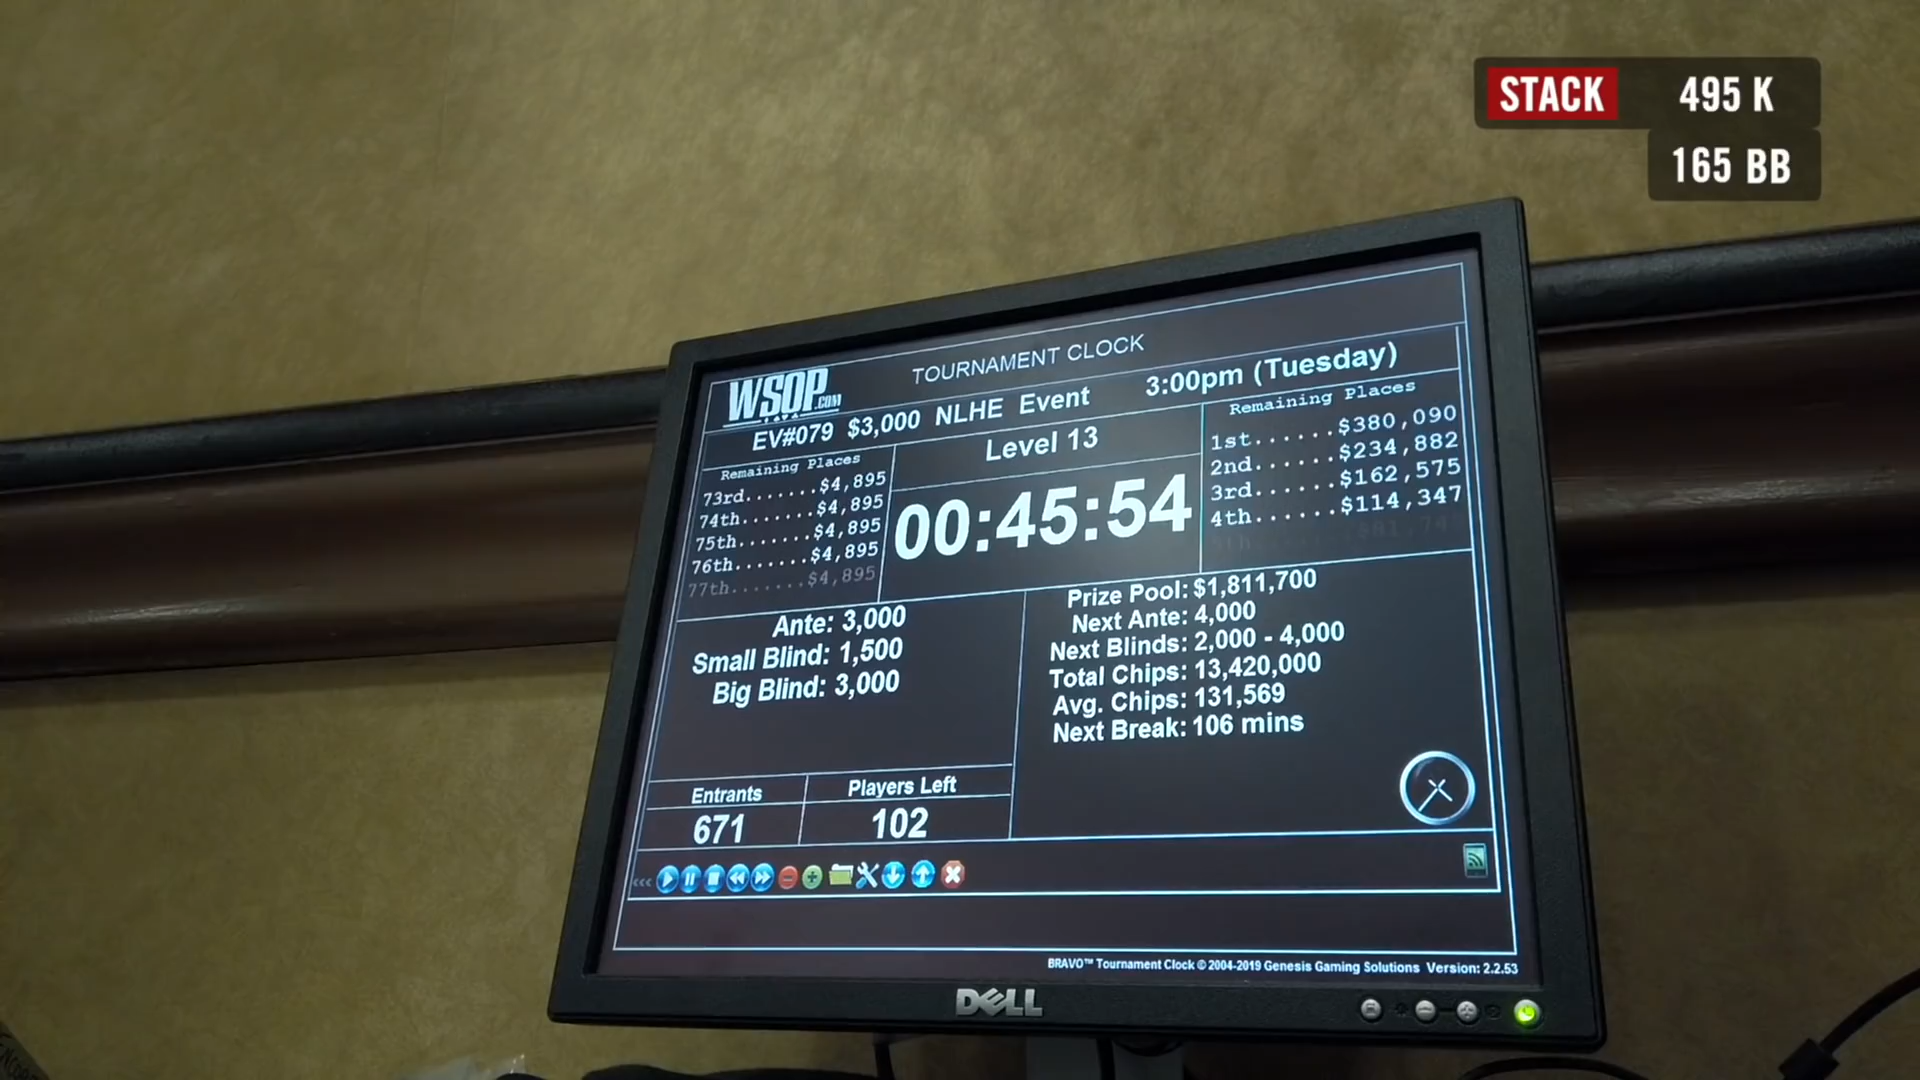 STACK 495 K
165 BB
TOURNAMENT CLOCK
WSOP.COM
EV#079 $3,000 NLHE Event 3:00pm (Tuesday)
Remaining Places
73rd.......$4,895
74th.......$4,895
75th.......$4,895
76th.......$4,895
77th.......$4,895
Level 13
00:45:54
Remaining Places
1st......$380,090
2nd......$234,882
3rd......$162,575
4th......$114,347
Ante: 3,000
Small Blind: 1,500
Big Blind: 3,000
Prize Pool: $1,811,700
Next Ante: 4,000
Next Blinds: 2,000 - 4,000
Total Chips: 13,420,000
Avg. Chips: 131,569
Next Break: 106 mins
Entrants Players Left
671 102
<<<
BRAVO™ Tournament Clock © 2004-2019 Genesis Gaming Solutions Version: 2.2.53
DELL